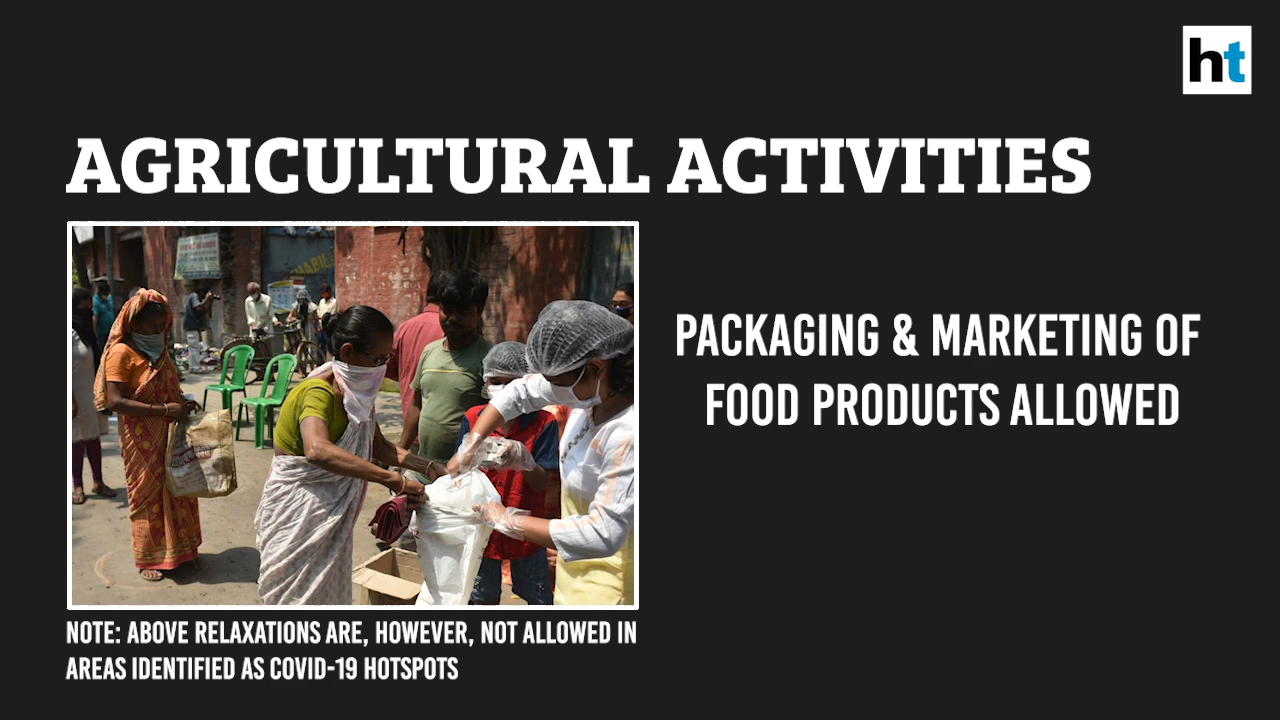 ht
AGRICULTURAL ACTIVITIES
PACKAGING & MARKETING OF
FOOD PRODUCTS ALLOWED
NOTE: ABOVE RELAXATIONS ARE, HOWEVER, NOT ALLOWED IN
AREAS IDENTIFIED AS COVID-19 HOTSPOTS